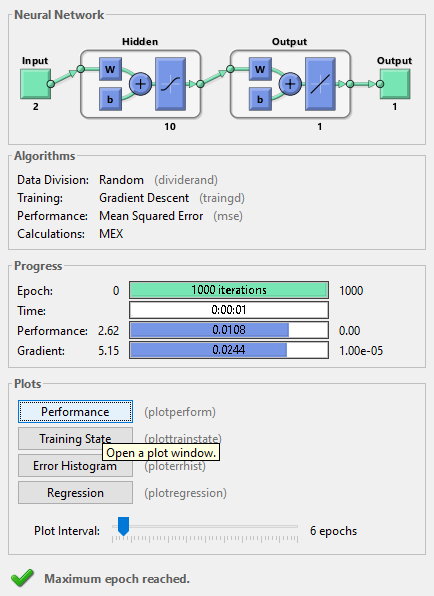 Neural Network
Hidden Output
Input Output
W W
b b
2 1
10 1
Algorithms
Data Division: Random (dividerand)
Training: Gradient Descent (traingd)
Performance: Mean Squared Error (mse)
Calculations: MEX
Progress
Epoch: 0 1000 iterations 1000
Time: 0:00:01
Performance: 2.62 0.0108 0.00
Gradient: 5.15 0.0244 1.00e-05
Plots
Performance (plotperform)
Training State (plottrainstate)
Open a plot window.
Error Histogram (ploterrhist)
Regression (plotregression)
Plot Interval: 6 epochs
Maximum epoch reached.